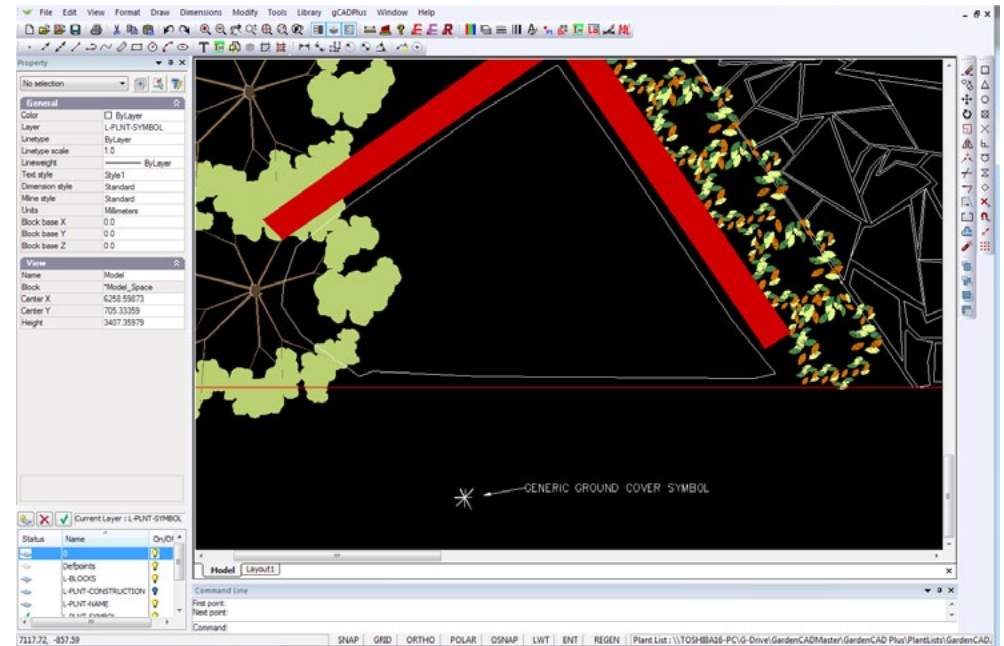 File Edit View Format Draw Dimensions Modify Tools Library gCADPlus Window Help
Property
No selection
General
Color ByLayer
Layer L-PLNT-SYMBOL
Linetype ByLayer
Linetype scale 1.0
Lineweight ByLayer
Text style Style1
Dimension style Standard
Mline style Standard
Units Millimeters
Block base X 0.0
Block base Y 0.0
Block base Z 0.0
View
Name Model
Block *Model_Space
Center X 6258.59873
Center Y 705.33359
Height 3407.35979
GENERIC GROUND COVER SYMBOL
Current Layer : L-PLNT-SYMBOL
Status Name On/Of
0
Defpoints
L-BLOCKS
L-PLNT-CONSTRUCTION
L-PLNT-NAME
L-PLNT-SYMBOL
Model Layout1
Command Line
First point:
Next point:
Command:
7117.72, -857.59 SNAP GRID ORTHO POLAR OSNAP LWT ENT REGEN Plant List : \\TOSHIBA16-PC\G-Drive\GardenCADMaster\GardenCAD Plus\PlantLists\GardenCAD.